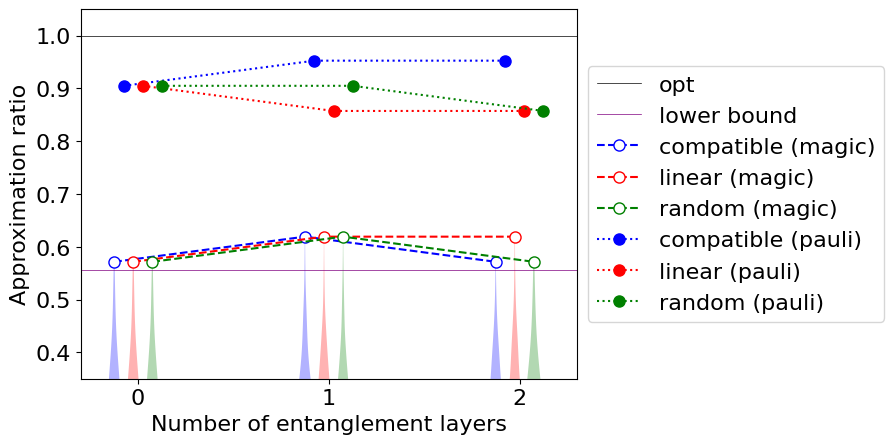 1.0
0.9
0.8
0.7
0.6
0.5
0.4
Approximation ratio
0 1 2
Number of entanglement layers
opt
lower bound
compatible (magic)
linear (magic)
random (magic)
compatible (pauli)
linear (pauli)
random (pauli)